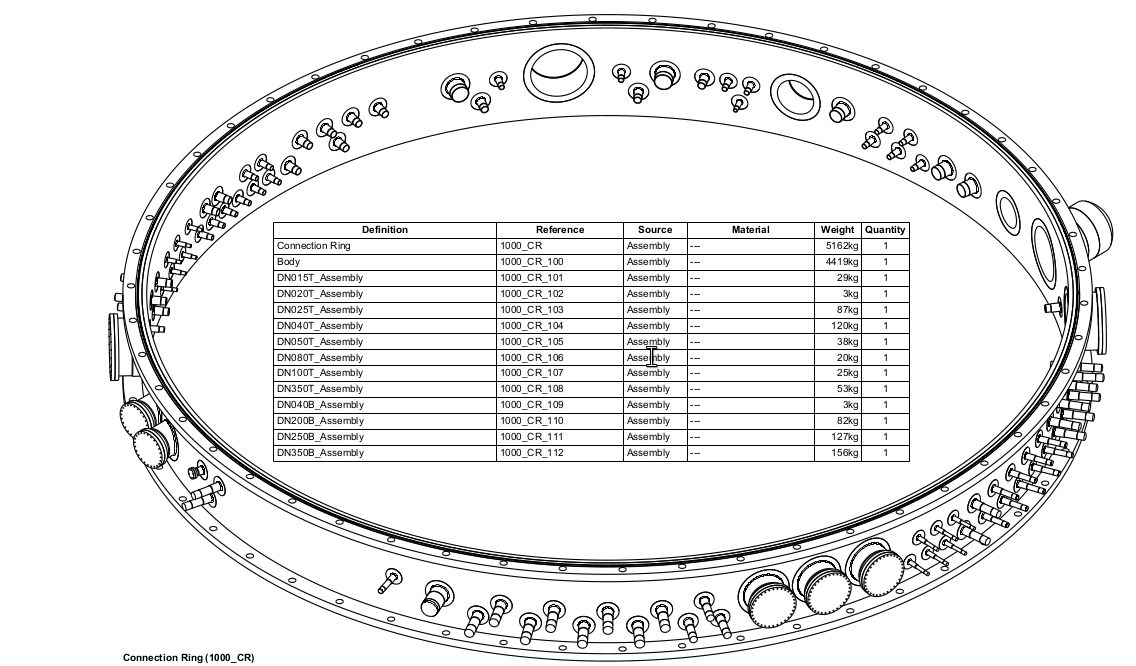 Definition Reference Source Material Weight Quantity
Connection Ring 1000_CR Assembly --- 5162kg 1
Body 1000_CR_100 Assembly --- 4419kg 1
DN015T_Assembly 1000_CR_101 Assembly --- 29kg 1
DN020T_Assembly 1000_CR_102 Assembly --- 3kg 1
DN025T_Assembly 1000_CR_103 Assembly --- 87kg 1
DN040T_Assembly 1000_CR_104 Assembly --- 120kg 1
DN050T_Assembly 1000_CR_105 Assembly --- 38kg 1
DN080T_Assembly 1000_CR_106 Assembly --- 20kg 1
DN100T_Assembly 1000_CR_107 Assembly --- 25kg 1
DN350T_Assembly 1000_CR_108 Assembly --- 53kg 1
DN040B_Assembly 1000_CR_109 Assembly --- 3kg 1
DN200B_Assembly 1000_CR_110 Assembly --- 82kg 1
DN250B_Assembly 1000_CR_111 Assembly --- 127kg 1
DN350B_Assembly 1000_CR_112 Assembly --- 156kg 1
Connection Ring (1000_CR)